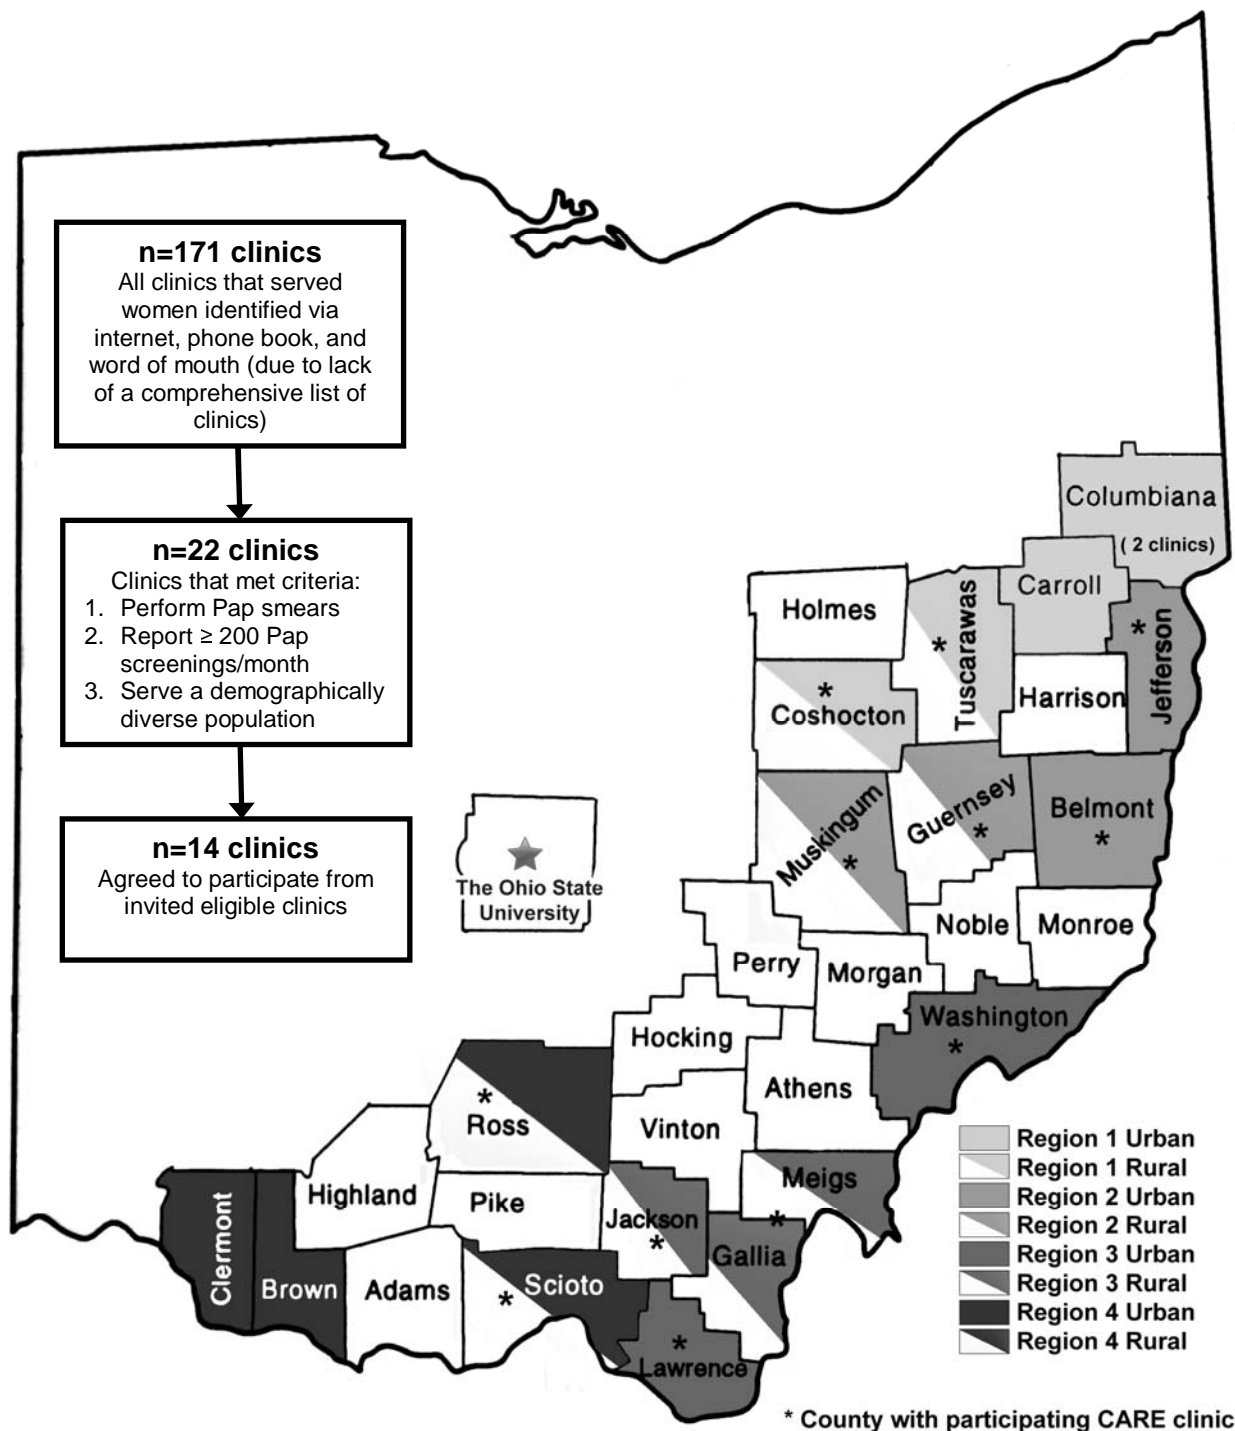 n=171 clinics
All clinics that served
women identified via
internet, phone book, and
word of mouth (due to lack
of a comprehensive list of
clinics)
n=22 clinics
Clinics that met criteria:
1. Perform Pap smears
2. Report ≥ 200 Pap
screenings/month
3. Serve a demographically
diverse population
n=14 clinics
Agreed to participate from
invited eligible clinics
The Ohio State
University
Columbiana
( 2 clinics)
Carroll
Holmes
*
Tuscarawas
*
Jefferson
Harrison
*
Coshocton
Muskingum
*
Guernsey
*
Belmont
*
Noble
Monroe
Perry
Morgan
Washington
*
Hocking
Athens
*
Ross
Vinton
Meigs
*
Highland
Pike
Jackson
*
Gallia
Clermont
Brown
Adams
Scioto
*
*
Lawrence
Region 1 Urban
Region 1 Rural
Region 2 Urban
Region 2 Rural
Region 3 Urban
Region 3 Rural
Region 4 Urban
Region 4 Rural
* County with participating CARE clinic